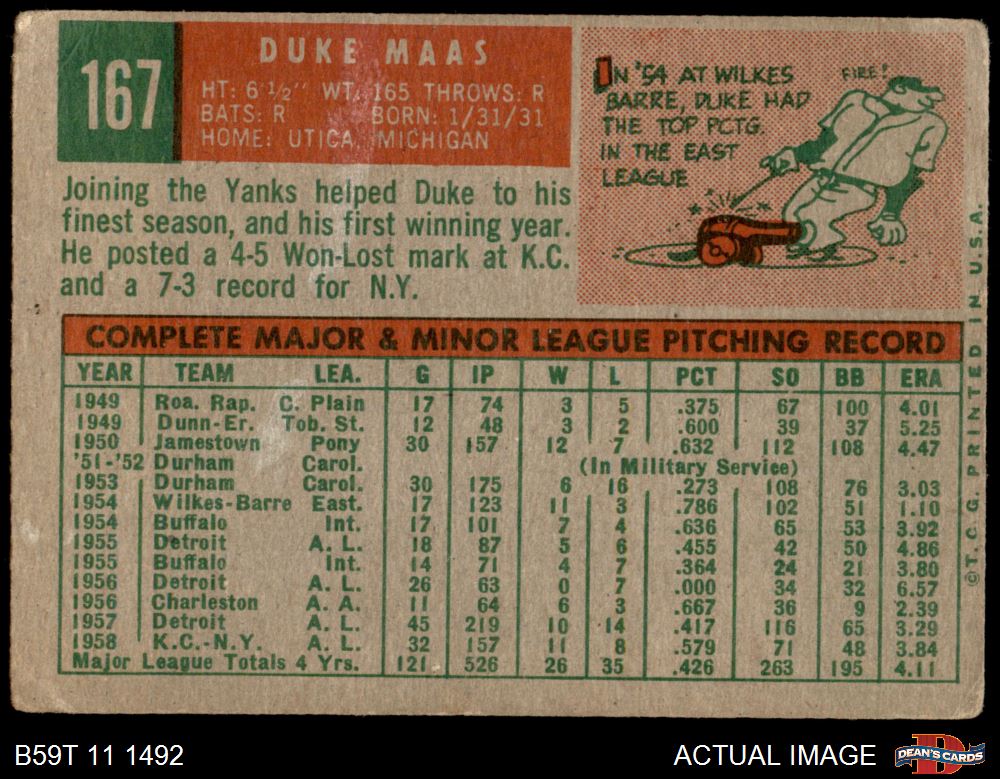 167
DUKE MAAS
HT: 6'1/2" WT. 165 THROWS: R
BATS: R BORN: 1/31/31
HOME: UTICA, MICHIGAN
IN '54 AT WILKES
BARRE, DUKE HAD
THE TOP PCTG.
IN THE EAST
LEAGUE
FIRE!
Joining the Yanks helped Duke to his
finest season, and his first winning year.
He posted a 4-5 Won-Lost mark at K.C.
and a 7-3 record for N.Y.
COMPLETE MAJOR & MINOR LEAGUE PITCHING RECORD
YEAR TEAM LEA. G IP W L PCT SO BB ERA
1949 Roa. Rap. C. Plain 17 74 3 5 .375 67 100 4.01
1949 Dunn-Er. Tob. St. 12 48 3 2 .600 39 37 5.25
1950 Jamestown Pony 30 157 12 7 .632 112 108 4.47
'51-'52 Durham Carol. (In Military Service)
1953 Durham Carol. 30 175 6 16 .273 108 76 3.03
1954 Wilkes-Barre East. 17 123 11 3 .786 102 51 1.10
1954 Buffalo Int. 17 101 7 4 .636 65 53 3.92
1955 Detroit A. L. 18 87 5 6 .455 42 50 4.86
1955 Buffalo Int. 14 71 4 7 .364 24 21 3.80
1956 Detroit A. L. 26 63 0 7 .000 34 32 6.57
1956 Charleston A. A. 11 64 6 3 .667 36 9 2.39
1957 Detroit A. L. 45 219 10 14 .417 116 65 3.29
1958 K.C.-N.Y. A. L. 32 157 11 8 .579 71 48 3.84
Major League Totals 4 Yrs. 121 526 26 35 .426 263 195 4.11
©T.C.G. PRINTED IN U.S.A.
B59T 11 1492
ACTUAL IMAGE
DEAN'S CARDS